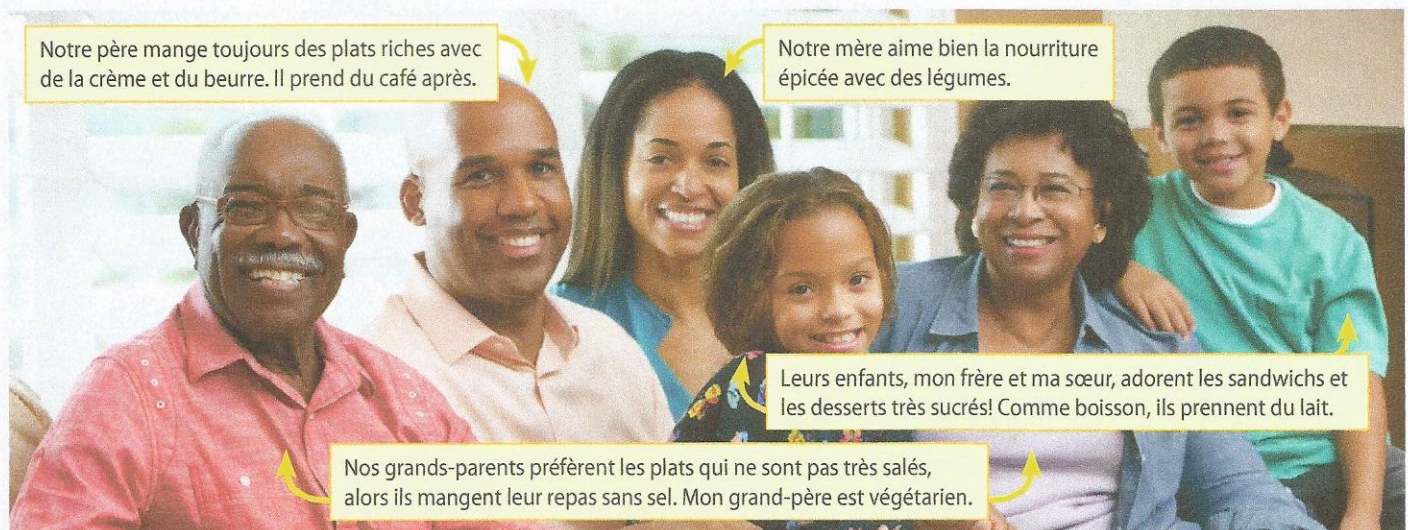 Notre père mange toujours des plats riches avec
de la crème et du beurre. Il prend du café après.
Notre mère aime bien la nourriture
épicée avec des légumes.
Leurs enfants, mon frère et ma sœur, adorent les sandwichs et
les desserts très sucrés! Comme boisson, ils prennent du lait.
Nos grands-parents préfèrent les plats qui ne sont pas très salés,
alors ils mangent leur repas sans sel. Mon grand-père est végétarien.